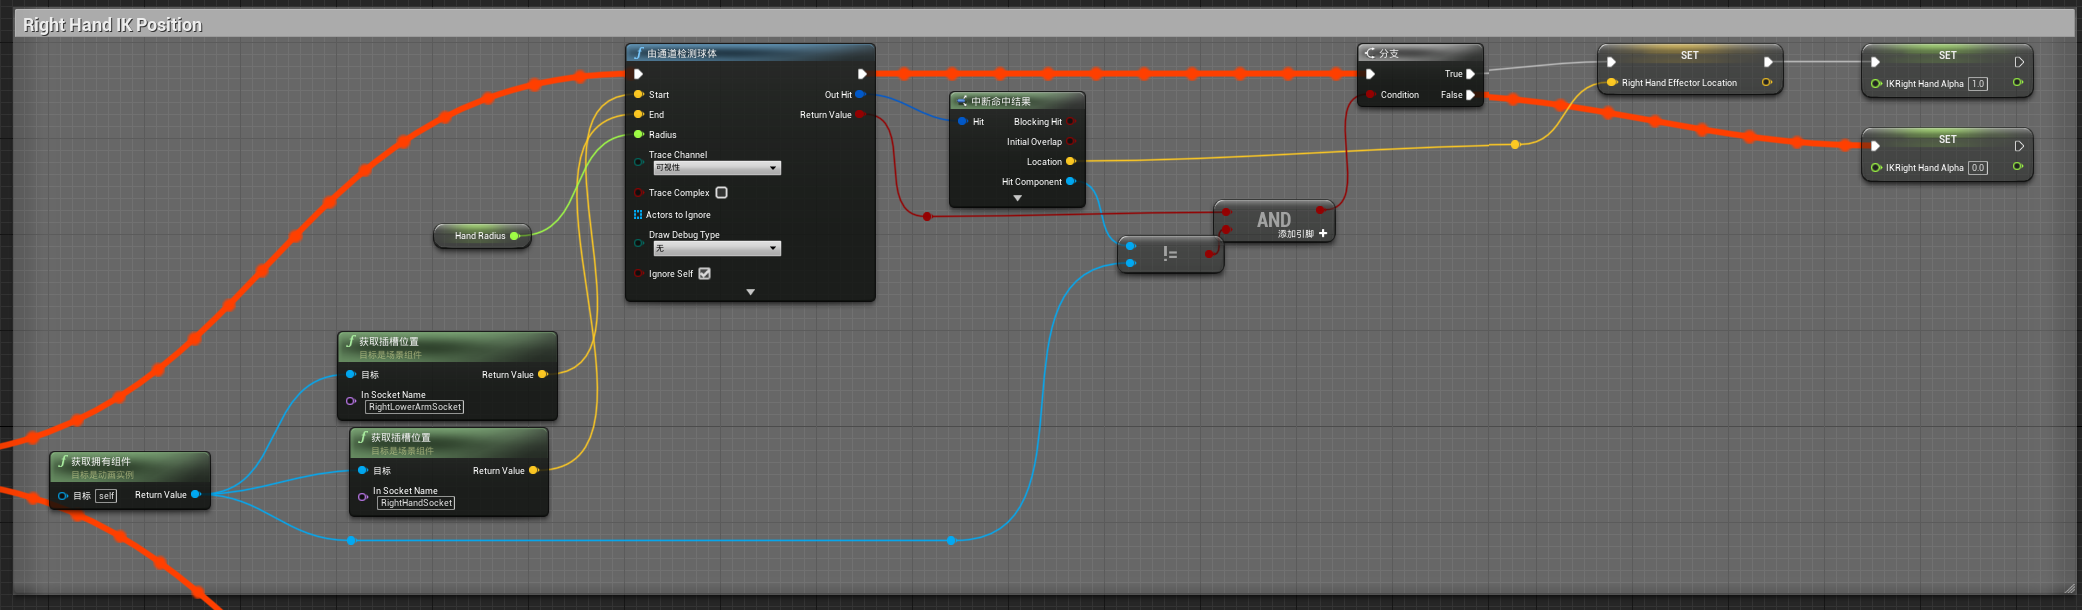 Right Hand IK Position
由通道检测球体
Start
Out Hit
End
Return Value
Radius
Trace Channel
可视性
Trace Complex
Actors to Ignore
Draw Debug Type
无
Ignore Self
Hand Radius
中断命中结果
Hit
Blocking Hit
Initial Overlap
Location
Hit Component
分支
True
Condition
False
SET
Right Hand Effector Location
SET
IKRight Hand Alpha 1.0
SET
IKRight Hand Alpha 0.0
AND
添加引脚
!=
获取插槽位置
目标是场景组件
目标
Return Value
In Socket Name
RightLowerArmSocket
获取插槽位置
目标是场景组件
目标
Return Value
In Socket Name
RightHandSocket
获取拥有组件
目标是动画实例
目标 self
Return Value